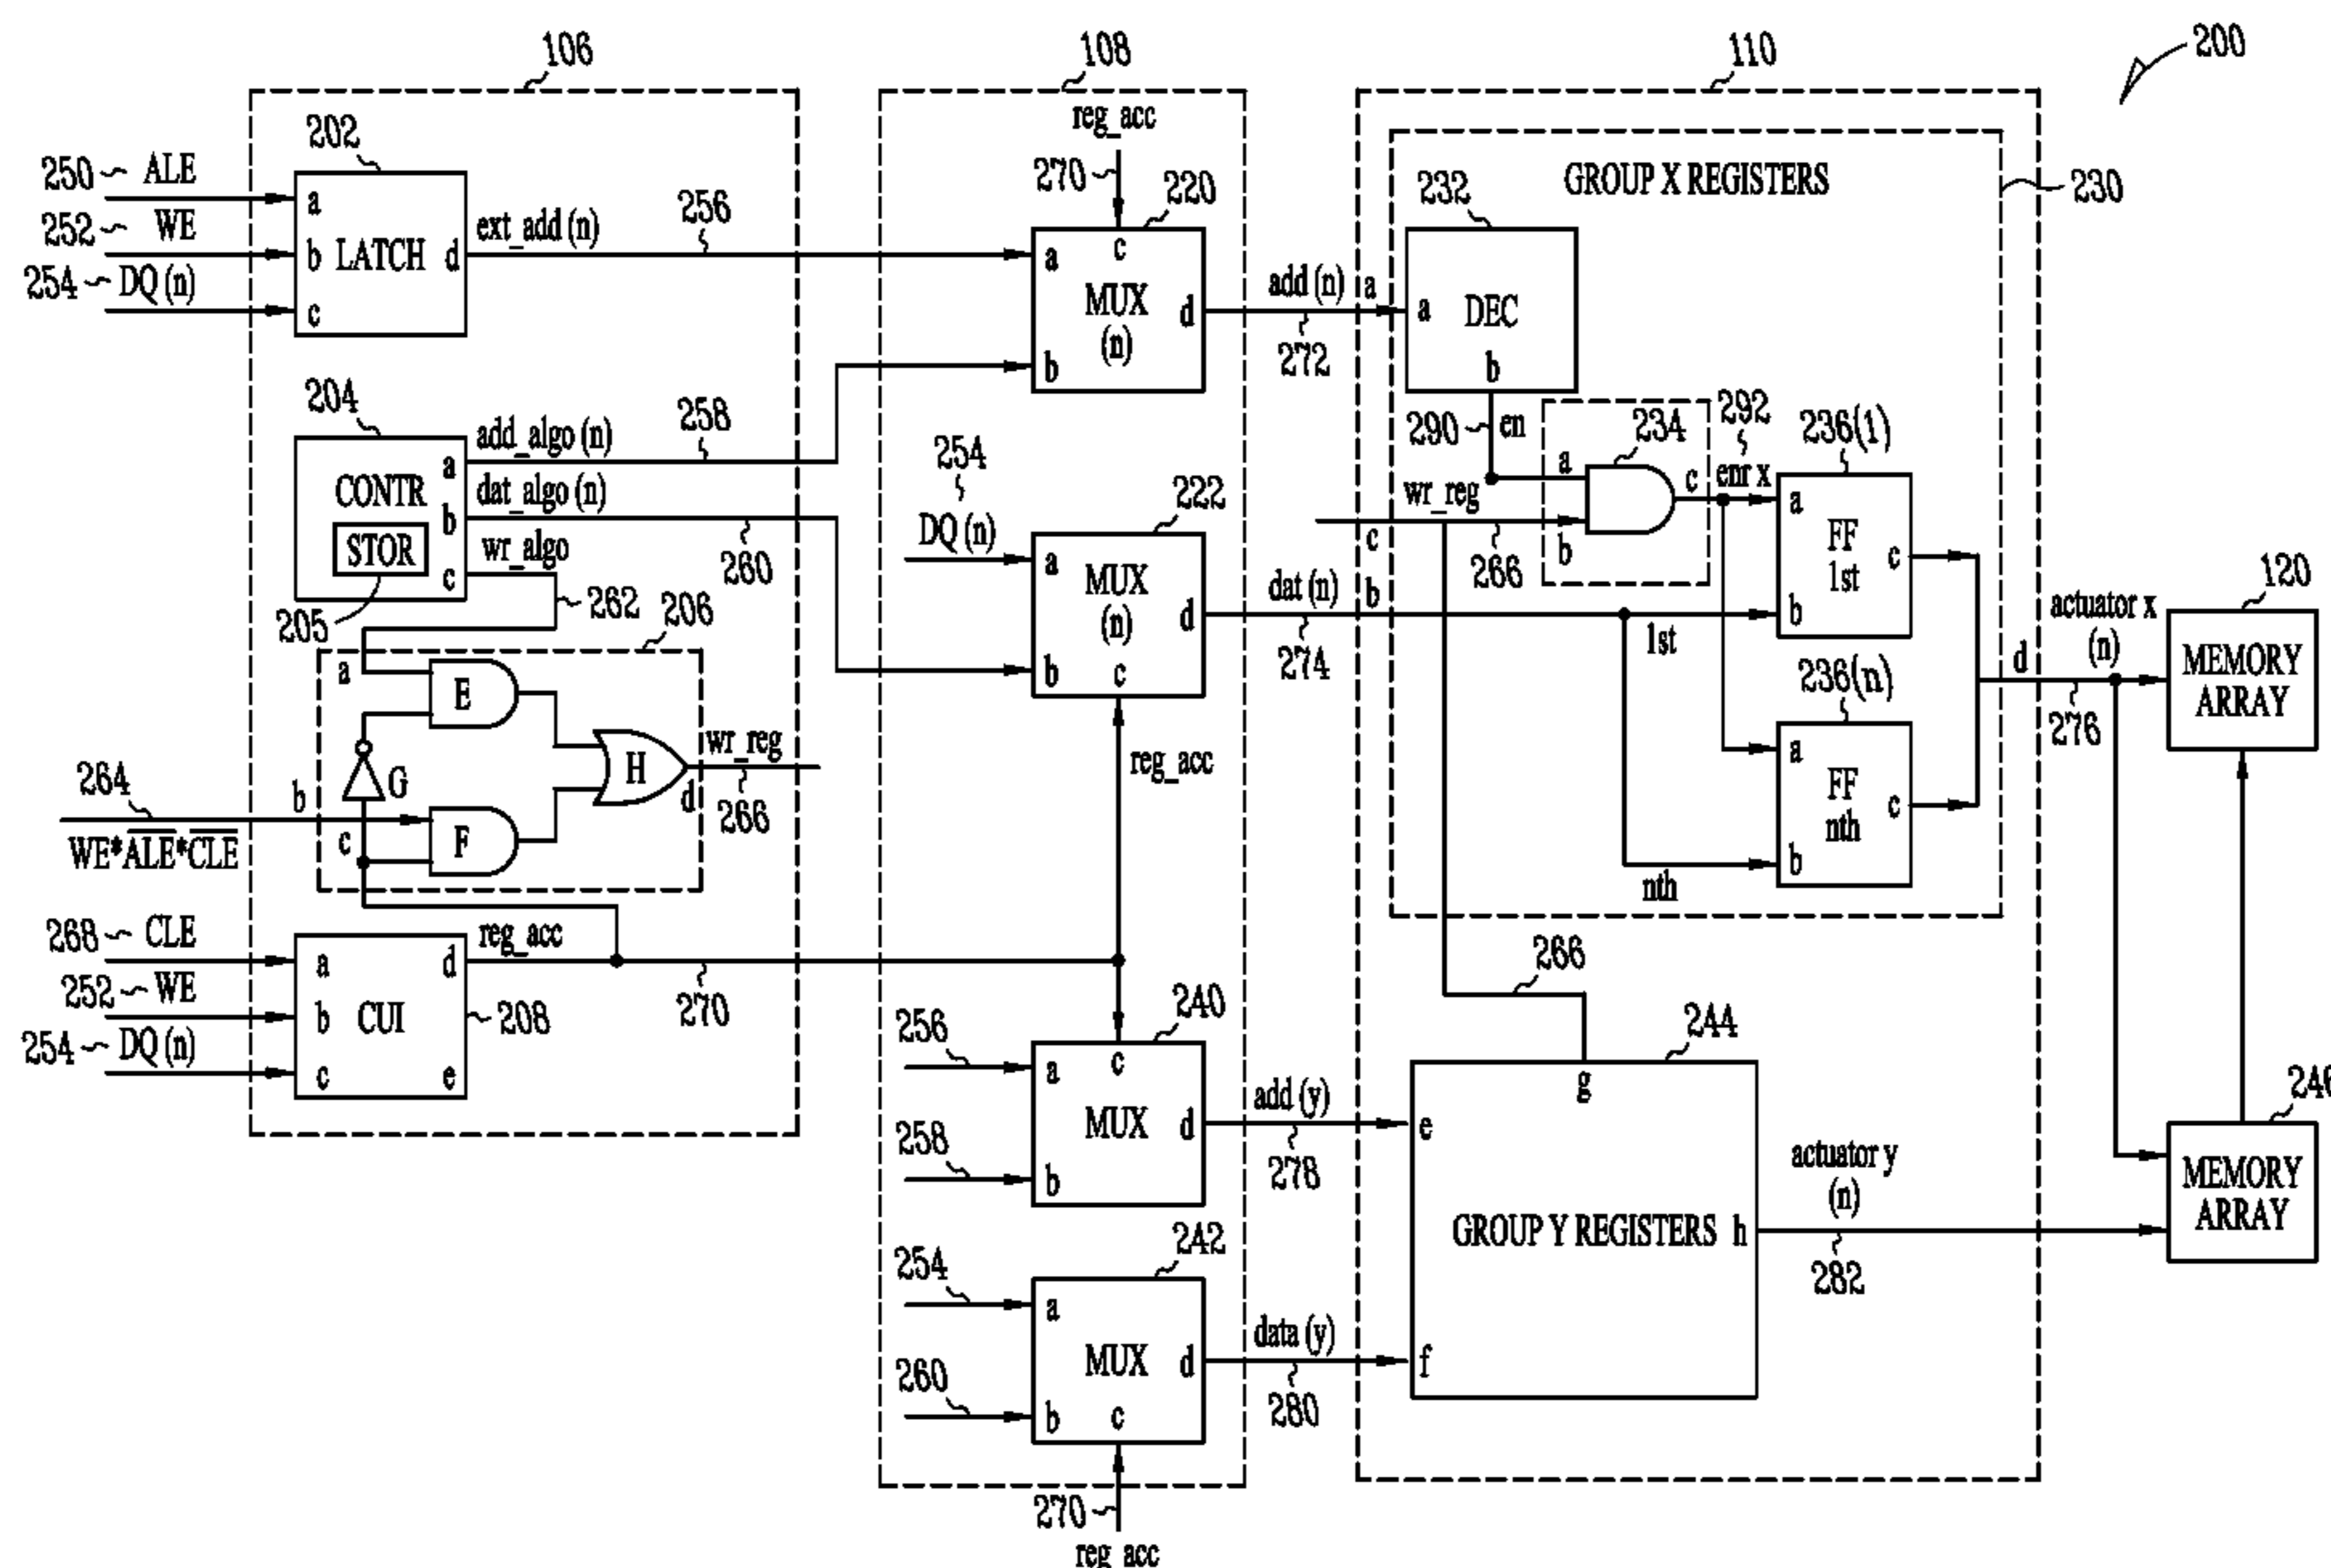 200
106
108
110
202
250 ALE
252 WE
254 DQ (n)
a
b LATCH d
c
ext_add (n)
256
204
CONTR
STOR
205
a
b
c
add_algo (n)
258
dat_algo (n)
260
wr_algo
262
206
a
E
G
b
264
WE*ALE*CLE
c
F
H
d
wr_reg
266
268 CLE
252 WE
254 DQ (n)
a d
b CUI
c e
208
reg_acc
270
reg_acc
270
220
c
a
MUX
(n)
d
b
254
DQ (n)
222
a
MUX
(n)
d
b c
reg_acc
256
258
240
c
a
MUX d
b
254
260
242
a
MUX d
b c
270
reg_acc
add (n) a
272
dat (n) b
274
add (y)
278
data (y)
280
GROUP X REGISTERS
230
232
a DEC
b
290 en
234
a
wr_reg
c
b
266
c
292
enr x
236(1)
a
FF
1st
c
b
1st
236(n)
a
FF
nth
c
b
nth
d
266
244
g
e
GROUP Y REGISTERS h
f
actuator x
(n)
276
120
MEMORY
ARRAY
actuator y
(n)
282
246
MEMORY
ARRAY